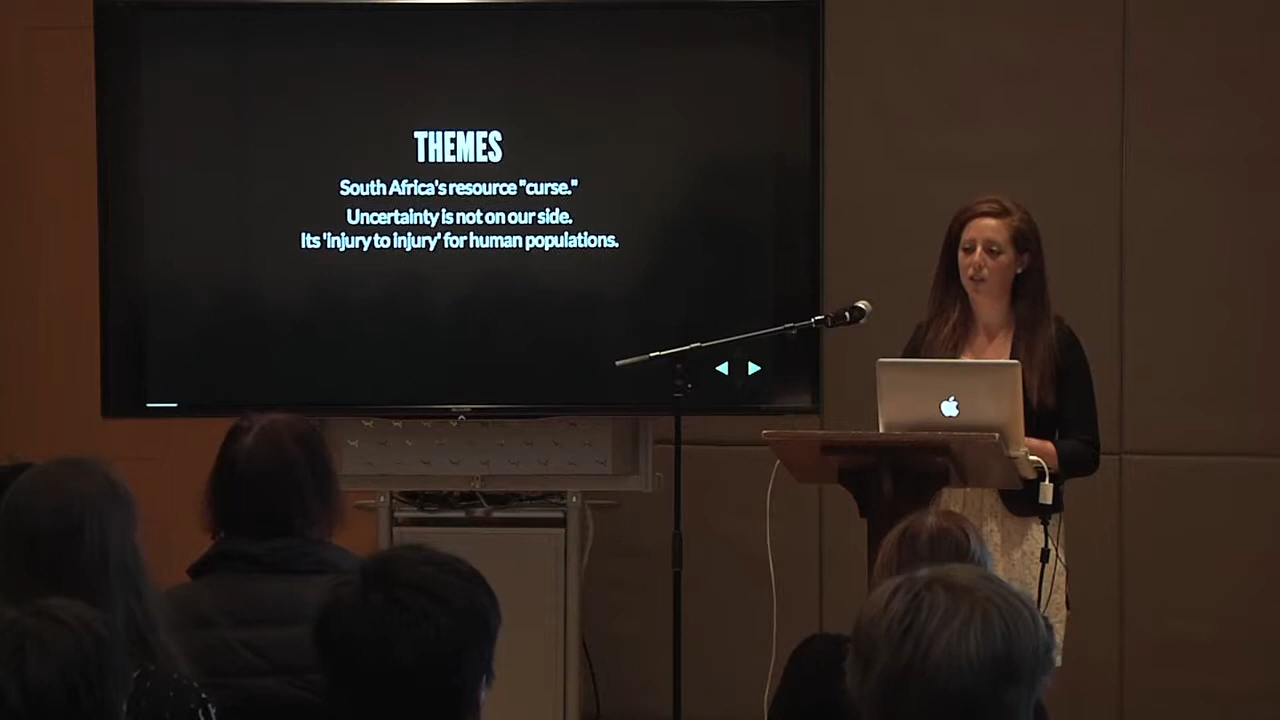 THEMES
South Africa's resource "curse."
Uncertainty is not on our side.
Its 'injury to injury' for human populations.